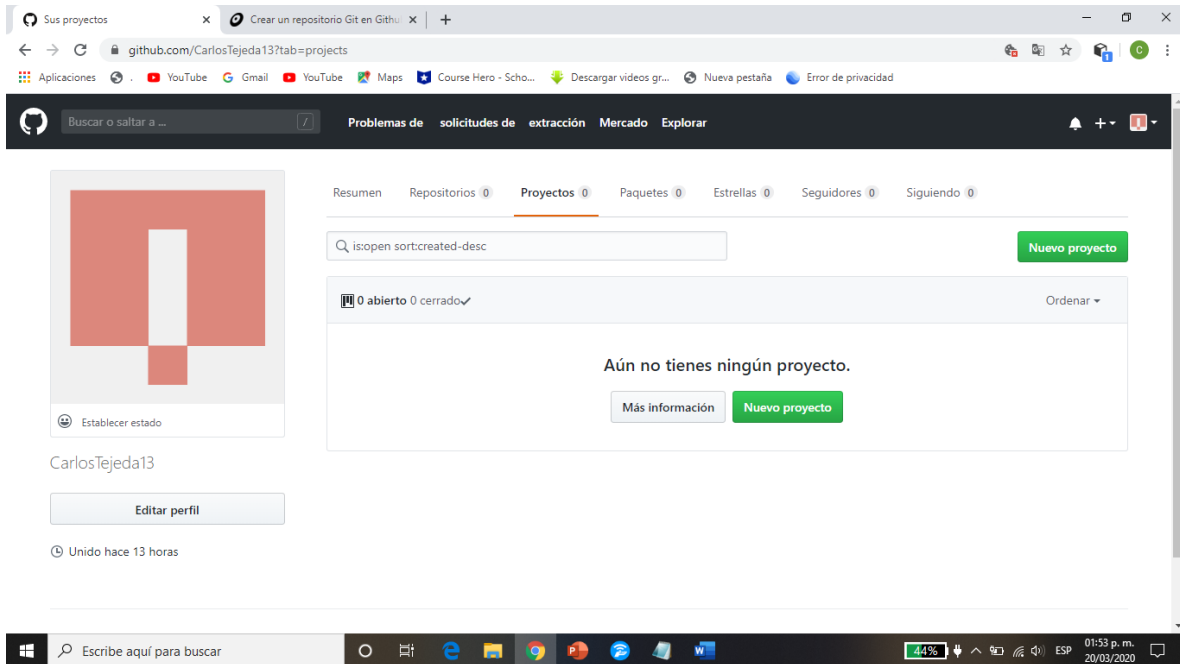 Sus proyectos
Crear un repositorio Git en Githu
github.com/CarlosTejeda13?tab=projects
Aplicaciones . YouTube Gmail YouTube Maps Course Hero - Scho... Descargar videos gr... Nueva pestaña Error de privacidad
C
1
Buscar o saltar a ... /
Problemas de solicitudes de extracción Mercado Explorar
Resumen Repositorios 0 Proyectos 0 Paquetes 0 Estrellas 0 Seguidores 0 Siguiendo 0
is:open sort:created-desc
Nuevo proyecto
0 abierto 0 cerrado
Ordenar
Aún no tienes ningún proyecto.
Más información Nuevo proyecto
Establecer estado
CarlosTejeda13
Editar perfil
Unido hace 13 horas
Escribe aquí para buscar
44%
ESP
01:53 p. m.
20/03/2020